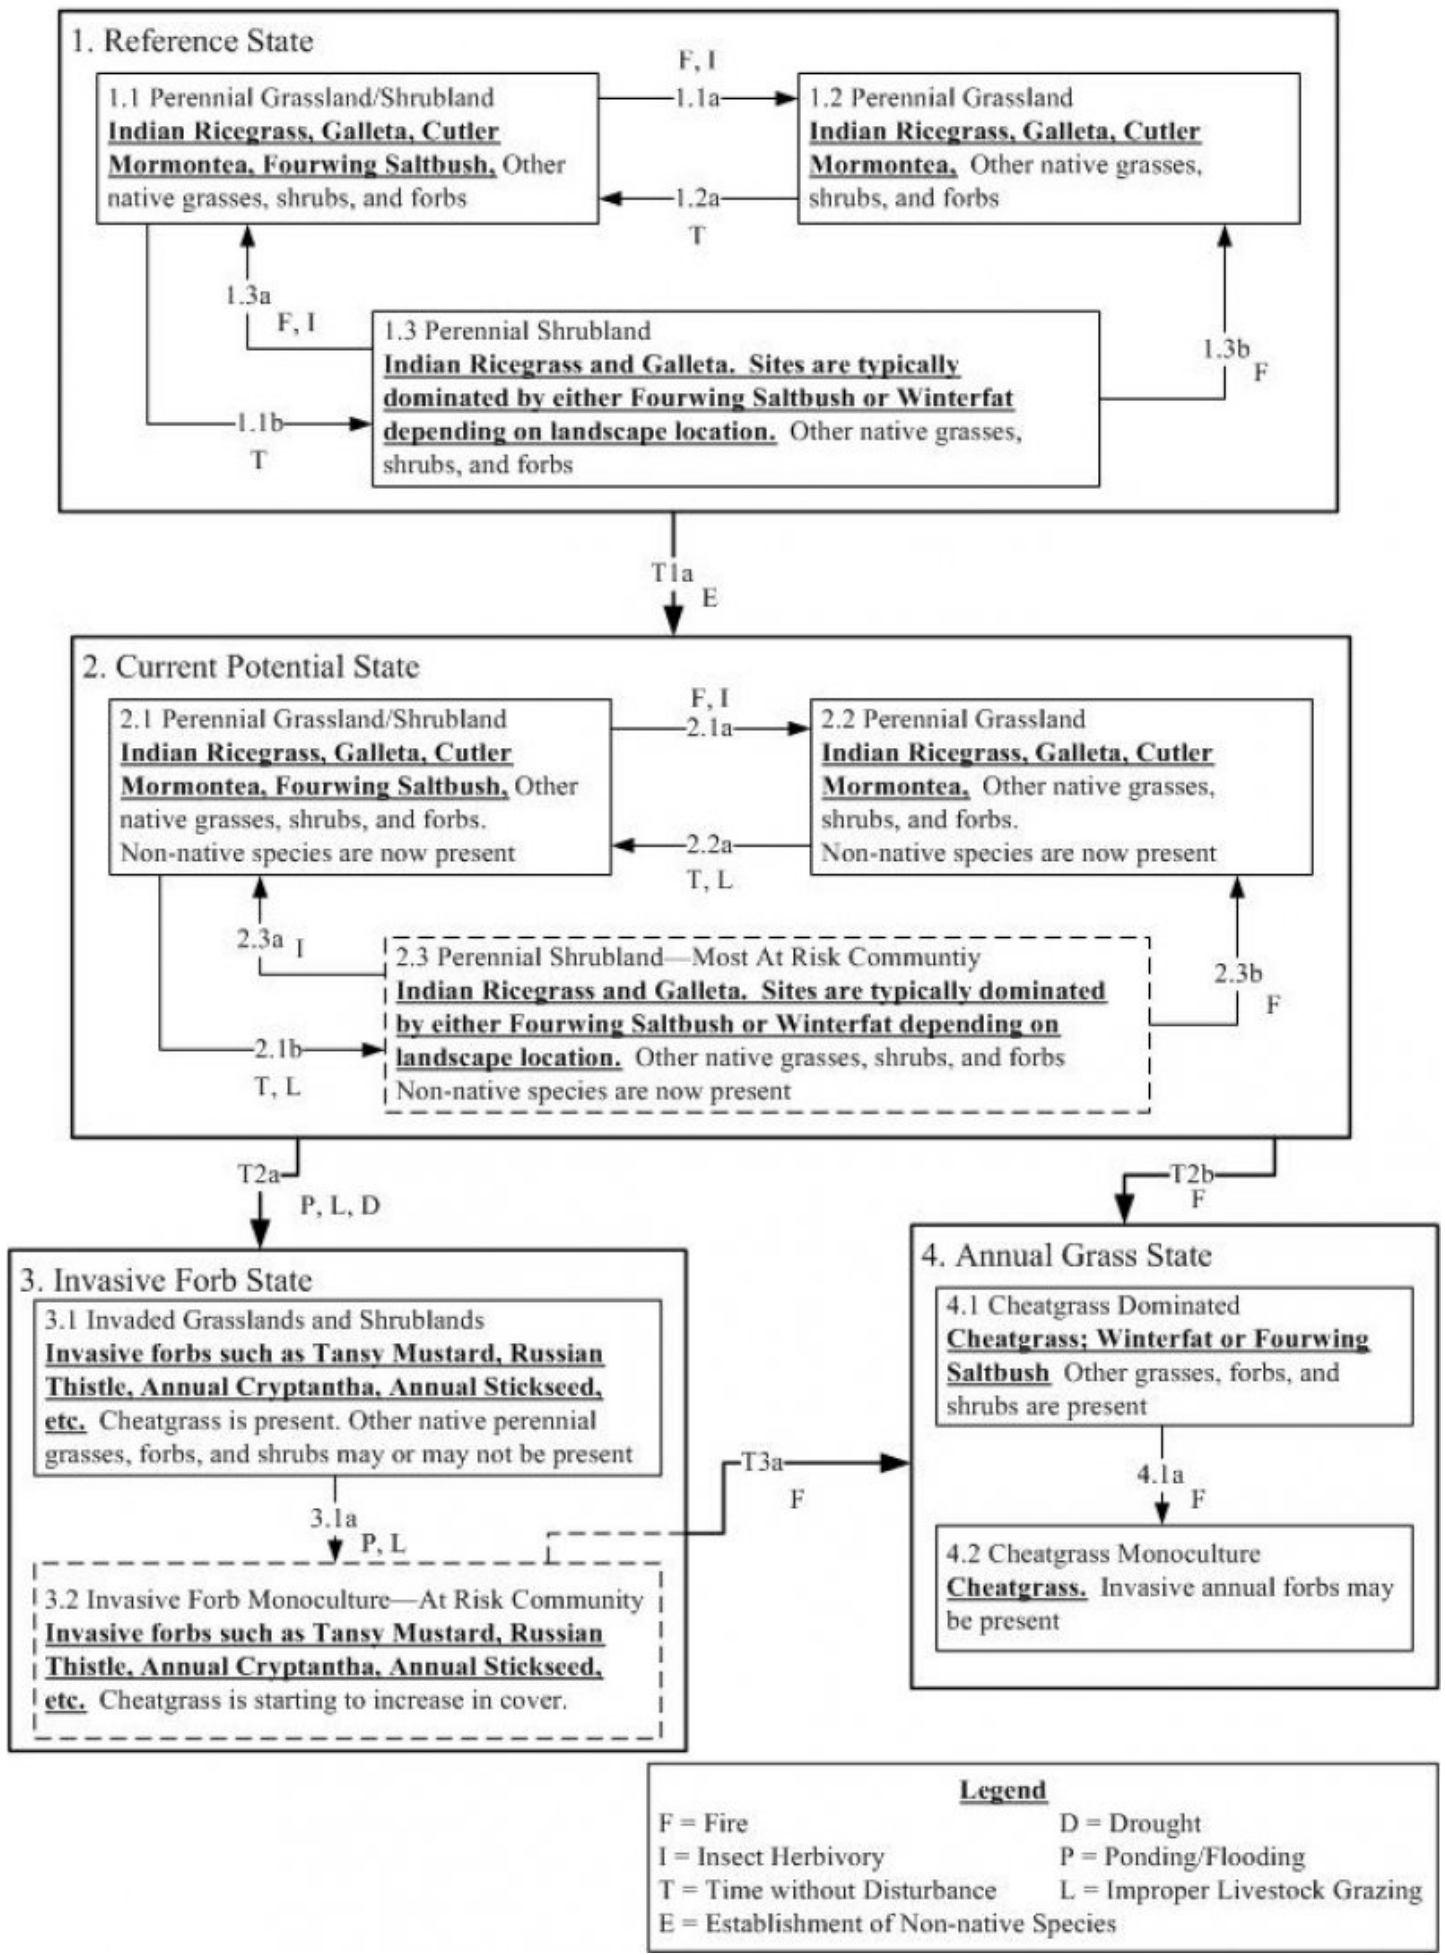 1. Reference State
F, I
1.1 Perennial Grassland/Shrubland
Indian Ricegrass, Galleta, Cutler
Mormontea, Fourwing Saltbush, Other
native grasses, shrubs, and forbs
1.1a
1.2 Perennial Grassland
Indian Ricegrass, Galleta, Cutler
Mormontea, Other native grasses,
shrubs, and forbs
1.2a
T
1.3a
F, I
1.3 Perennial Shrubland
Indian Ricegrass and Galleta. Sites are typically
dominated by either Fourwing Saltbush or Winterfat
depending on landscape location. Other native grasses,
shrubs, and forbs
1.3b
F
1.1b
T
T1a
E
2. Current Potential State
F, I
2.1 Perennial Grassland/Shrubland
Indian Ricegrass, Galleta, Cutler
Mormontea, Fourwing Saltbush, Other
native grasses, shrubs, and forbs.
Non-native species are now present
2.1a
2.2 Perennial Grassland
Indian Ricegrass, Galleta, Cutler
Mormontea, Other native grasses,
shrubs, and forbs.
Non-native species are now present
2.2a
T, L
2.3a I
2.3 Perennial Shrubland—Most At Risk Communtiy
Indian Ricegrass and Galleta. Sites are typically dominated
by either Fourwing Saltbush or Winterfat depending on
landscape location. Other native grasses, shrubs, and forbs
Non-native species are now present
2.3b
F
2.1b
T, L
T2a
P, L, D
T2b
F
3. Invasive Forb State
3.1 Invaded Grasslands and Shrublands
Invasive forbs such as Tansy Mustard, Russian
Thistle, Annual Cryptantha, Annual Stickseed,
etc. Cheatgrass is present. Other native perennial
grasses, forbs, and shrubs may or may not be present
3.1a
P, L
3.2 Invasive Forb Monoculture—At Risk Community
Invasive forbs such as Tansy Mustard, Russian
Thistle, Annual Cryptantha, Annual Stickseed,
etc. Cheatgrass is starting to increase in cover.
T3a
F
4. Annual Grass State
4.1 Cheatgrass Dominated
Cheatgrass; Winterfat or Fourwing
Saltbush Other grasses, forbs, and
shrubs are present
4.1a
F
4.2 Cheatgrass Monoculture
Cheatgrass. Invasive annual forbs may
be present
Legend
F = Fire
I = Insect Herbivory
T = Time without Disturbance
E = Establishment of Non-native Species
D = Drought
P = Ponding/Flooding
L = Improper Livestock Grazing